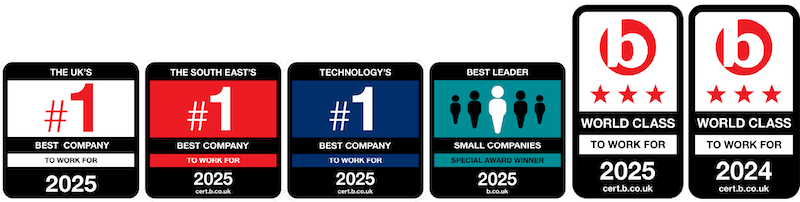 THE UK'S
#1
BEST COMPANY
TO WORK FOR
2025
THE SOUTH EAST'S
#1
BEST COMPANY
TO WORK FOR
2025
cert.b.co.uk
TECHNOLOGY'S
#1
BEST COMPANY
TO WORK FOR
2025
cert.b.co.uk
BEST LEADER
SMALL COMPANIES
SPECIAL AWARD WINNER
2025
b.co.uk
b
WORLD CLASS
TO WORK FOR
2025
cert.b.co.uk
b
WORLD CLASS
TO WORK FOR
2024
cert.b.co.uk